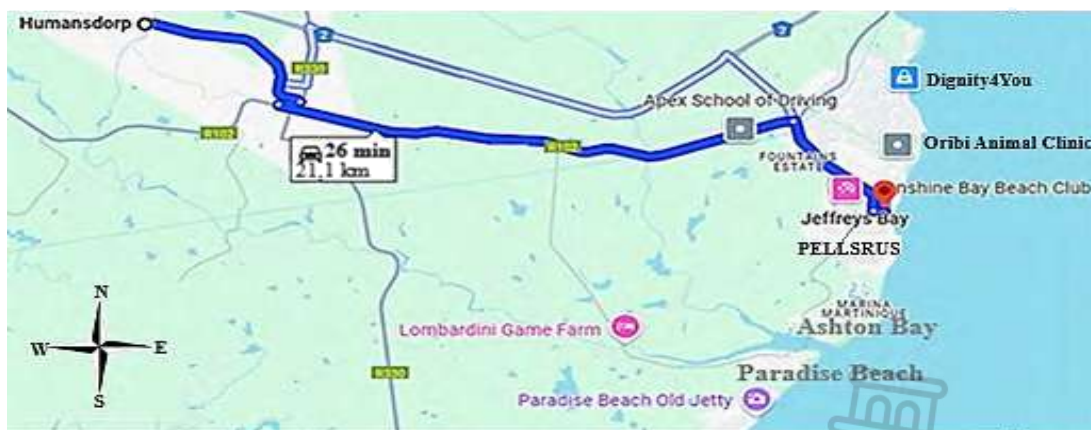 Humansdorp
2
2
R330
Dignity4You
Apex School of Driving
R102
R102
Oribi Animal Clinic
26 min
21,1 km
FOUNTAINS
ESTATE
nshine Bay Beach Club
Jeffreys Bay
PELLSRUS
N
W
E
S
MARINA
MARTINIQUE
Ashton Bay
Lombardini Game Farm
R330
Paradise Beach
Paradise Beach Old Jetty